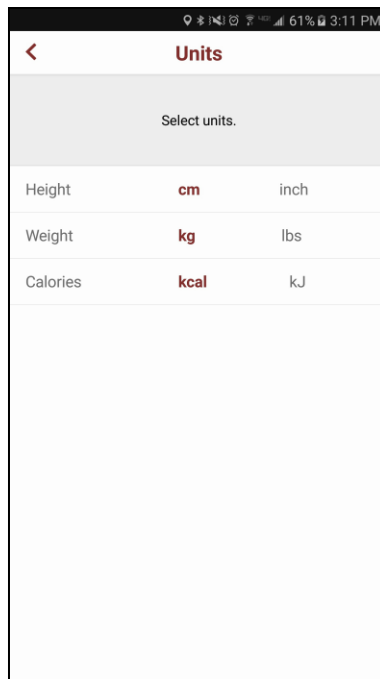 61% 3:11 PM
Units
Select units.
Height cm inch
Weight kg lbs
Calories kcal kJ